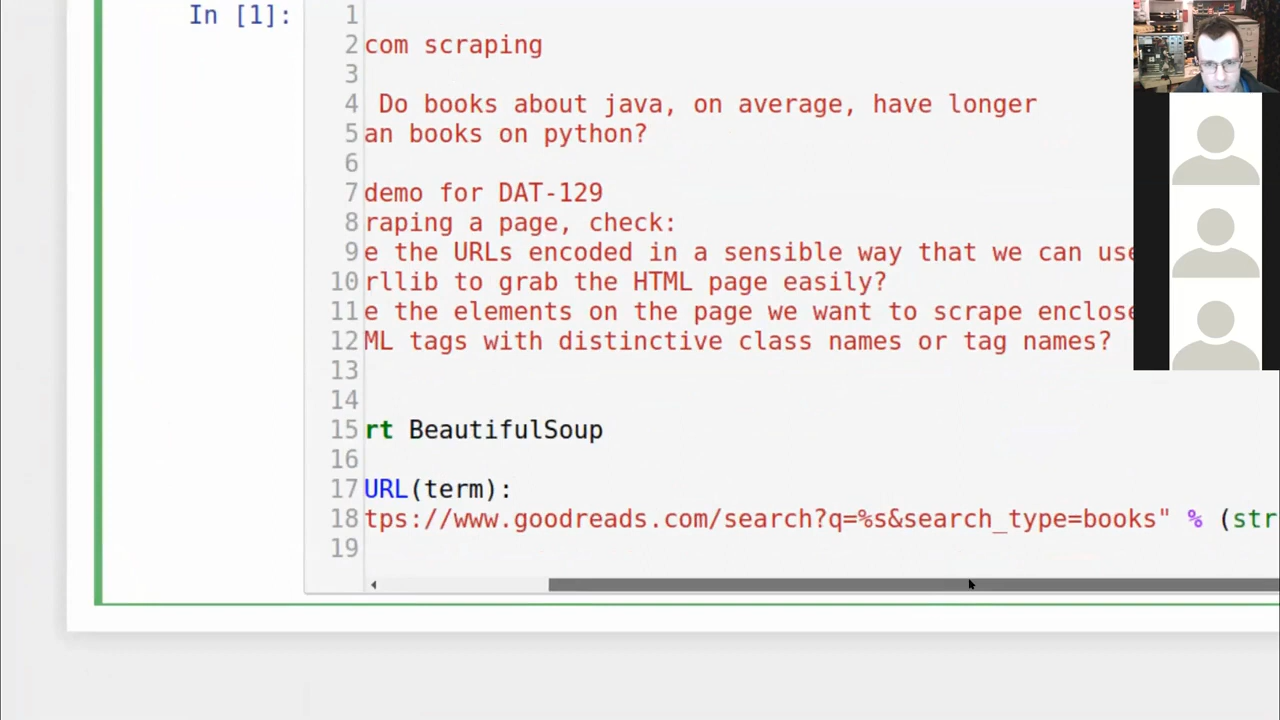 In [1]:
1
2 com scraping
3
4 Do books about java, on average, have longer
5 an books on python?
6
7 demo for DAT-129
8 raping a page, check:
9 e the URLs encoded in a sensible way that we can use
10 rllib to grab the HTML page easily?
11 e the elements on the page we want to scrape enclose
12 ML tags with distinctive class names or tag names?
13
14
15 rt BeautifulSoup
16
17 URL(term):
18 tps://www.goodreads.com/search?q=%s&search_type=books" % (str
19